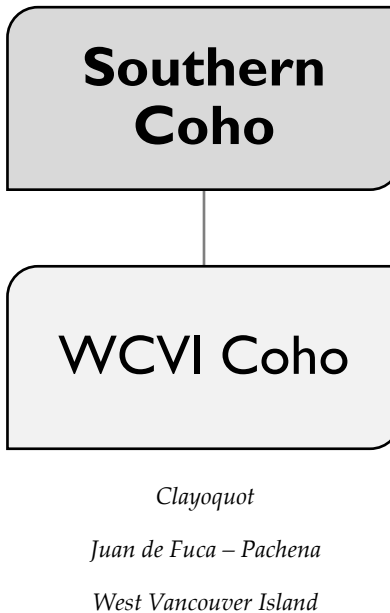 Southern
Coho
WCVI Coho
Clayoquot
Juan de Fuca – Pachena
West Vancouver Island